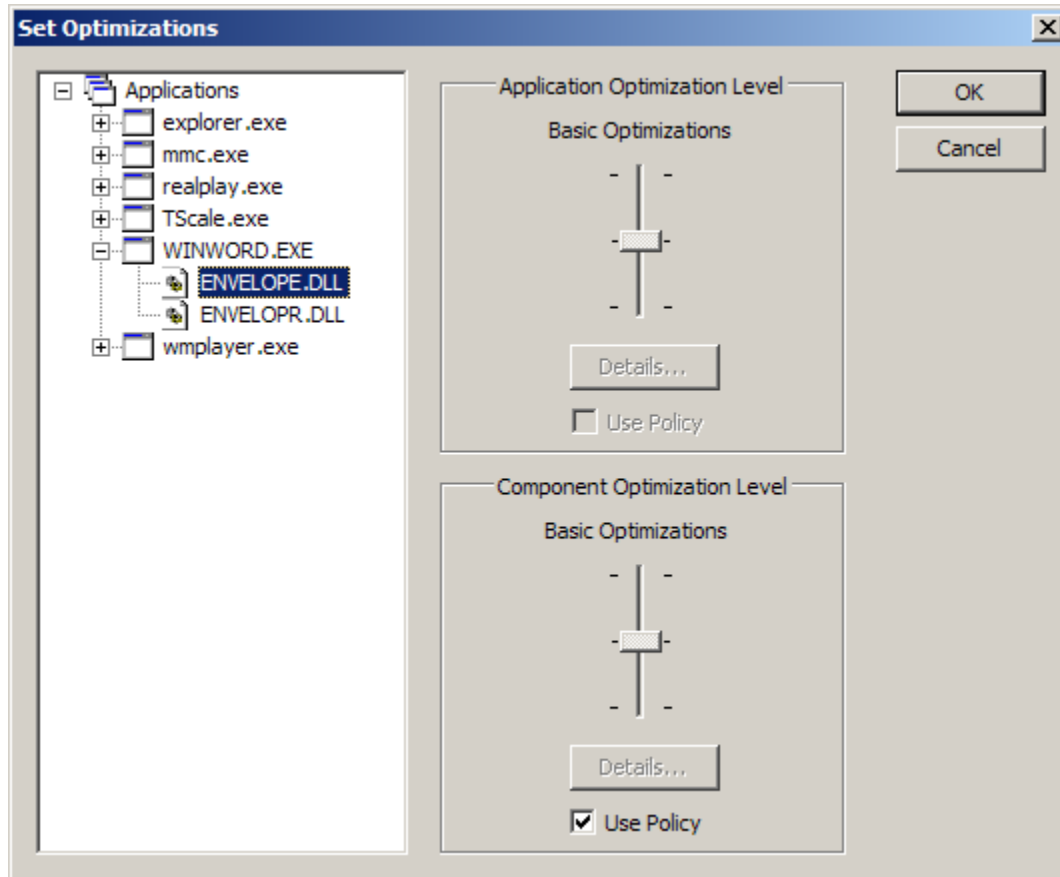 Set Optimizations
Applications
explorer.exe
mmc.exe
realplay.exe
TScale.exe
WINWORD.EXE
ENVELOPE.DLL
ENVELOPR.DLL
wmplayer.exe
Application Optimization Level
Basic Optimizations
Details...
Use Policy
Component Optimization Level
Basic Optimizations
Details...
Use Policy
OK
Cancel